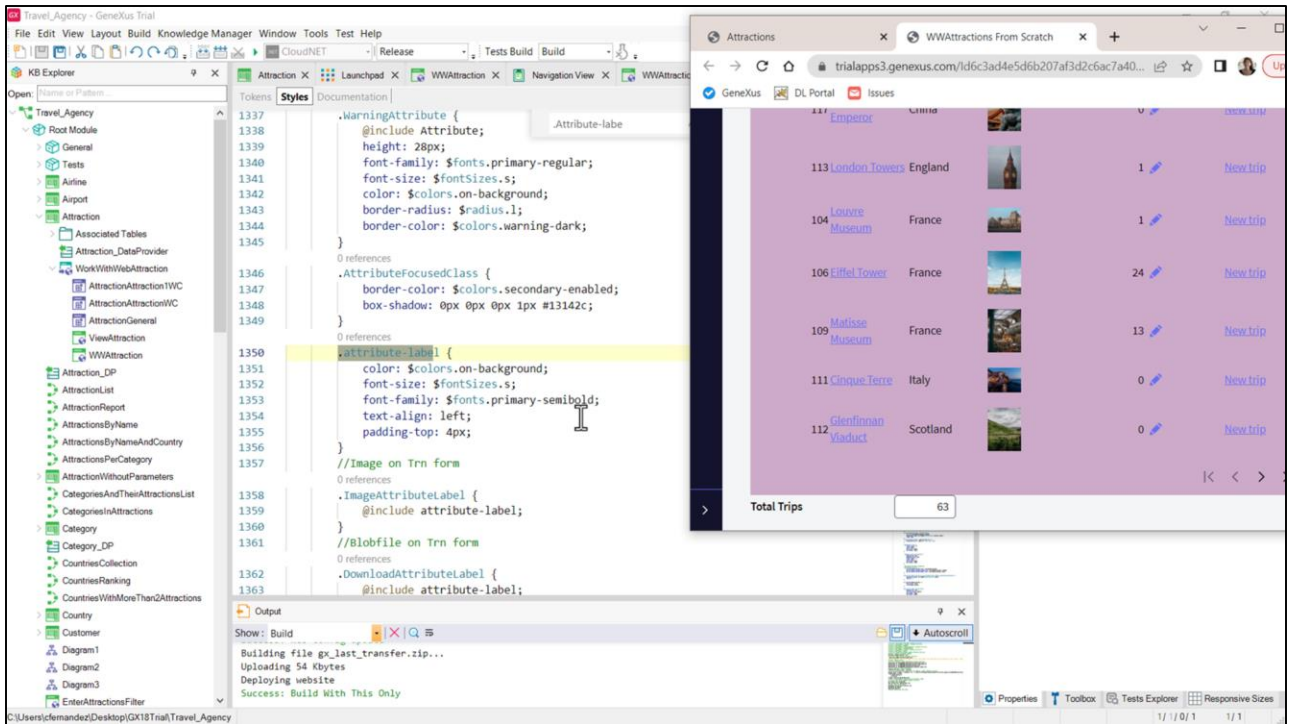 Travel_Agency - GeneXus Trial
File Edit View Layout Build Knowledge Manager Window Tools Test Help
CloudNET Release Tests Build Build
KB Explorer
Open: Name or Pattern...
Travel_Agency
Root Module
General
Tests
Airline
Airport
Attraction
Associated Tables
Attraction_DataProvider
WorkWithWebAttraction
AttractionAttraction1WC
AttractionAttractionWC
AttractionGeneral
ViewAttraction
WWAttraction
Attraction_DP
AttractionList
AttractionReport
AttractionsByName
AttractionsByNameAndCountry
AttractionsPerCategory
AttractionWithoutParameters
CategoriesAndTheirAttractionsList
CategoriesInAttractions
Category
Category_DP
CountriesCollection
CountriesRanking
CountriesWithMoreThan2Attractions
Country
Customer
Diagram1
Diagram2
Diagram3
EnterAttractionsFilter
Attraction X Launchpad X WWAttraction X Navigation View X WWAttractio
Tokens Styles Documentation
.Attribute-labe
1337 .WarningAttribute {
1338 @include Attribute;
1339 height: 28px;
1340 font-family: $fonts.primary-regular;
1341 font-size: $fontSizes.s;
1342 color: $colors.on-background;
1343 border-radius: $radius.l;
1344 border-color: $colors.warning-dark;
1345 }
0 references
1346 .AttributeFocusedClass {
1347 border-color: $colors.secondary-enabled;
1348 box-shadow: 0px 0px 0px 1px #13142c;
1349 }
0 references
1350 .attribute-label {
1351 color: $colors.on-background;
1352 font-size: $fontSizes.s;
1353 font-family: $fonts.primary-semibold;
1354 text-align: left;
1355 padding-top: 4px;
1356 }
1357 //Image on Trn form
0 references
1358 .ImageAttributeLabel {
1359 @include attribute-label;
1360 }
1361 //Blobfile on Trn form
0 references
1362 .DownloadAttributeLabel {
1363 @include attribute-label;
Output
Show: Build Autoscroll
Building file gx_last_transfer.zip...
Uploading 54 Kbytes
Deploying website
Success: Build With This Only
Attractions WWAttractions From Scratch
trialapps3.genexus.com/Id6c3ad4e5d6b207af3d2c6ac7a40... Up
GeneXus DL Portal Issues
117 Emperor China 0 New trip
113 London Towers England 1 New trip
104 Louvre Museum France 1 New trip
106 Eiffel Tower France 24 New trip
109 Matisse Museum France 13 New trip
111 Cinque Terre Italy 0 New trip
112 Glenfinnan Viaduct Scotland 0 New trip
Total Trips 63
Properties Toolbox Tests Explorer Responsive Sizes
C:\Users\cfernandez\Desktop\GX18Trial\Travel_Agency 1/1/0/1 1/1